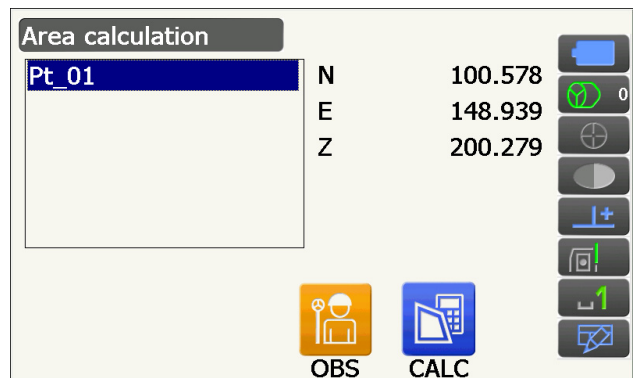 Area calculation
Pt_01
N 100.578
E 148.939
Z 200.279
0
1
OBS CALC